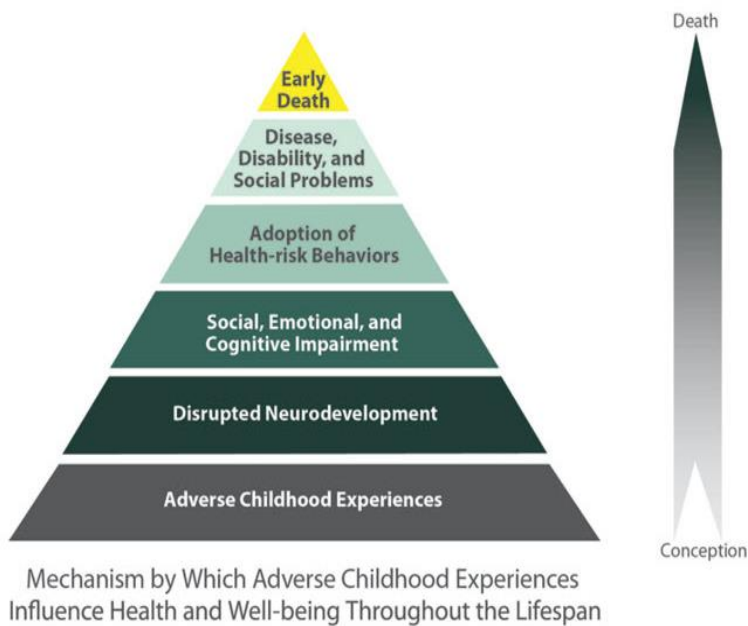 Death
Early
Death
Disease,
Disability, and
Social Problems
Adoption of
Health-risk Behaviors
Social, Emotional, and
Cognitive Impairment
Disrupted Neurodevelopment
Adverse Childhood Experiences
Conception
Mechanism by Which Adverse Childhood Experiences
Influence Health and Well-being Throughout the Lifespan